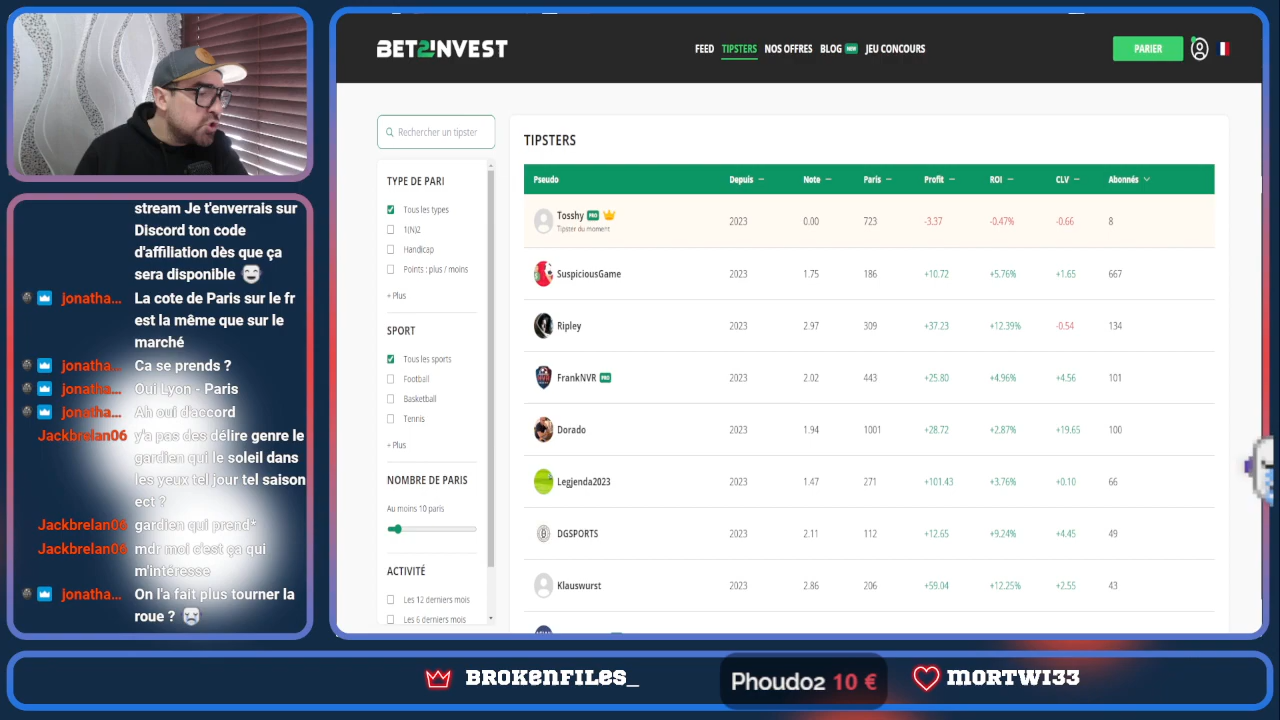 stream Je t'enverrais sur
Discord ton code
d'affiliation dès que ça
sera disponible
jonatha... La cote de Paris sur le fr
est la même que sur le
marché
jonatha... Ca se prends ?
jonatha... Oui Lyon - Paris
jonatha... Ah oui d'accord
Jackbrelan06 y'a pas des délire genre le
gardien qui le soleil dans
les yeux tel jour tel saison
ect ?
Jackbrelan06 gardien qui prend*
Jackbrelan06 mdr moi c'est ça qui
m'intéresse
jonatha... On l'a fait plus tourner la
roue ?
BET2INVEST
FEED TIPSTERS NOS OFFRES BLOG NEW JEU CONCOURS
PARIER
Rechercher un tipster
TYPE DE PARI
Tous les types
1(N)2
Handicap
Points : plus / moins
+ Plus
SPORT
Tous les sports
Football
Basketball
Tennis
+ Plus
NOMBRE DE PARIS
Au moins 10 paris
ACTIVITÉ
Les 12 derniers mois
Les 6 derniers mois
TIPSTERS
Pseudo Depuis Note Paris Profit ROI CLV Abonnés
Tosshy PRO 2023 0.00 723 -3.37 -0.47% -0.66 8
Tipster du moment
SuspiciousGame 2023 1.75 186 +10.72 +5.76% +1.65 667
Ripley 2023 2.97 309 +37.23 +12.39% -0.54 134
FrankNVR PRO 2023 2.02 443 +25.80 +4.96% +4.56 101
Dorado 2023 1.94 1001 +28.72 +2.87% +19.65 100
Legjenda2023 2023 1.47 271 +101.43 +3.76% +0.10 66
DGSPORTS 2023 2.11 112 +12.65 +9.24% +4.45 49
Klauswurst 2023 2.86 206 +59.04 +12.25% +2.55 43
BROKENFILES_
Phoudo2 10 €
MORTWI33